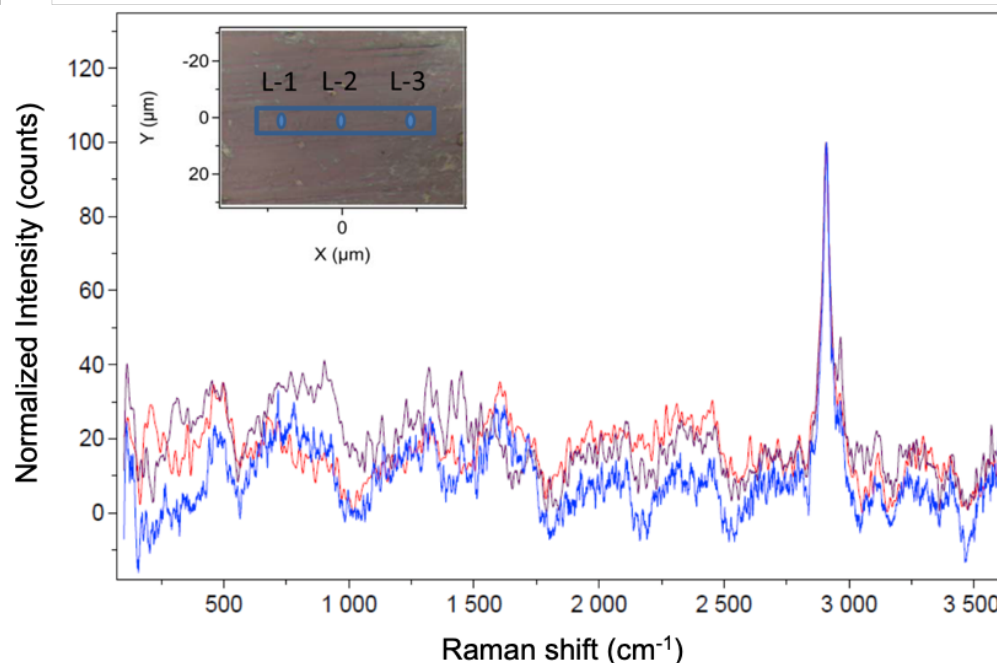 Normalized Intensity (counts)
120
100
80
60
40
20
0
L-1 L-2 L-3
Y (µm)
-20
0
20
0
X (µm)
500 1 000 1 500 2 000 2 500 3 000 3 500
Raman shift (cm-1)